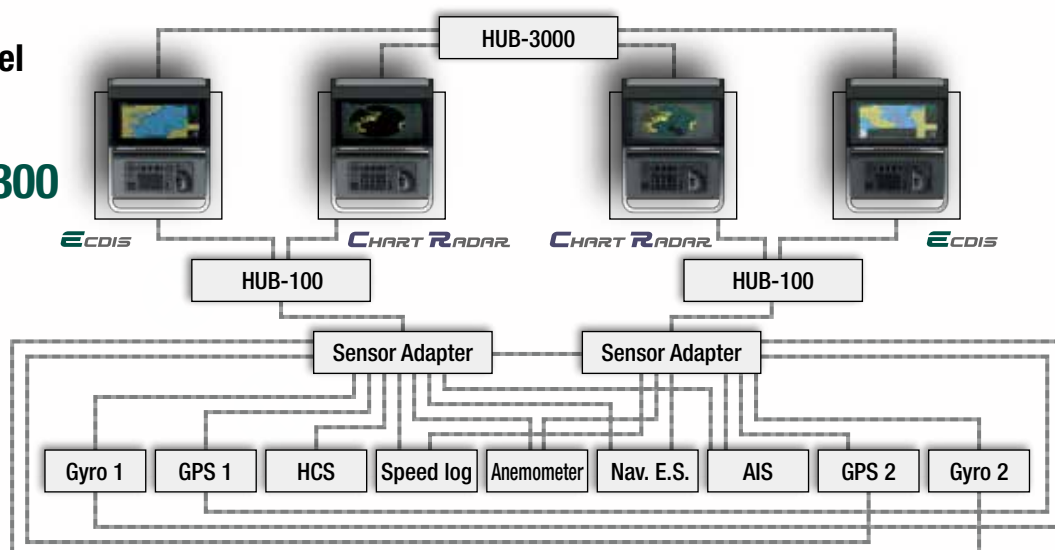 HUB-3000
el
300
ECDIS
CHART RADAR
CHART RADAR
ECDIS
HUB-100
HUB-100
Sensor Adapter
Sensor Adapter
Gyro 1
GPS 1
HCS
Speed log
Anemometer
Nav. E.S.
AIS
GPS 2
Gyro 2